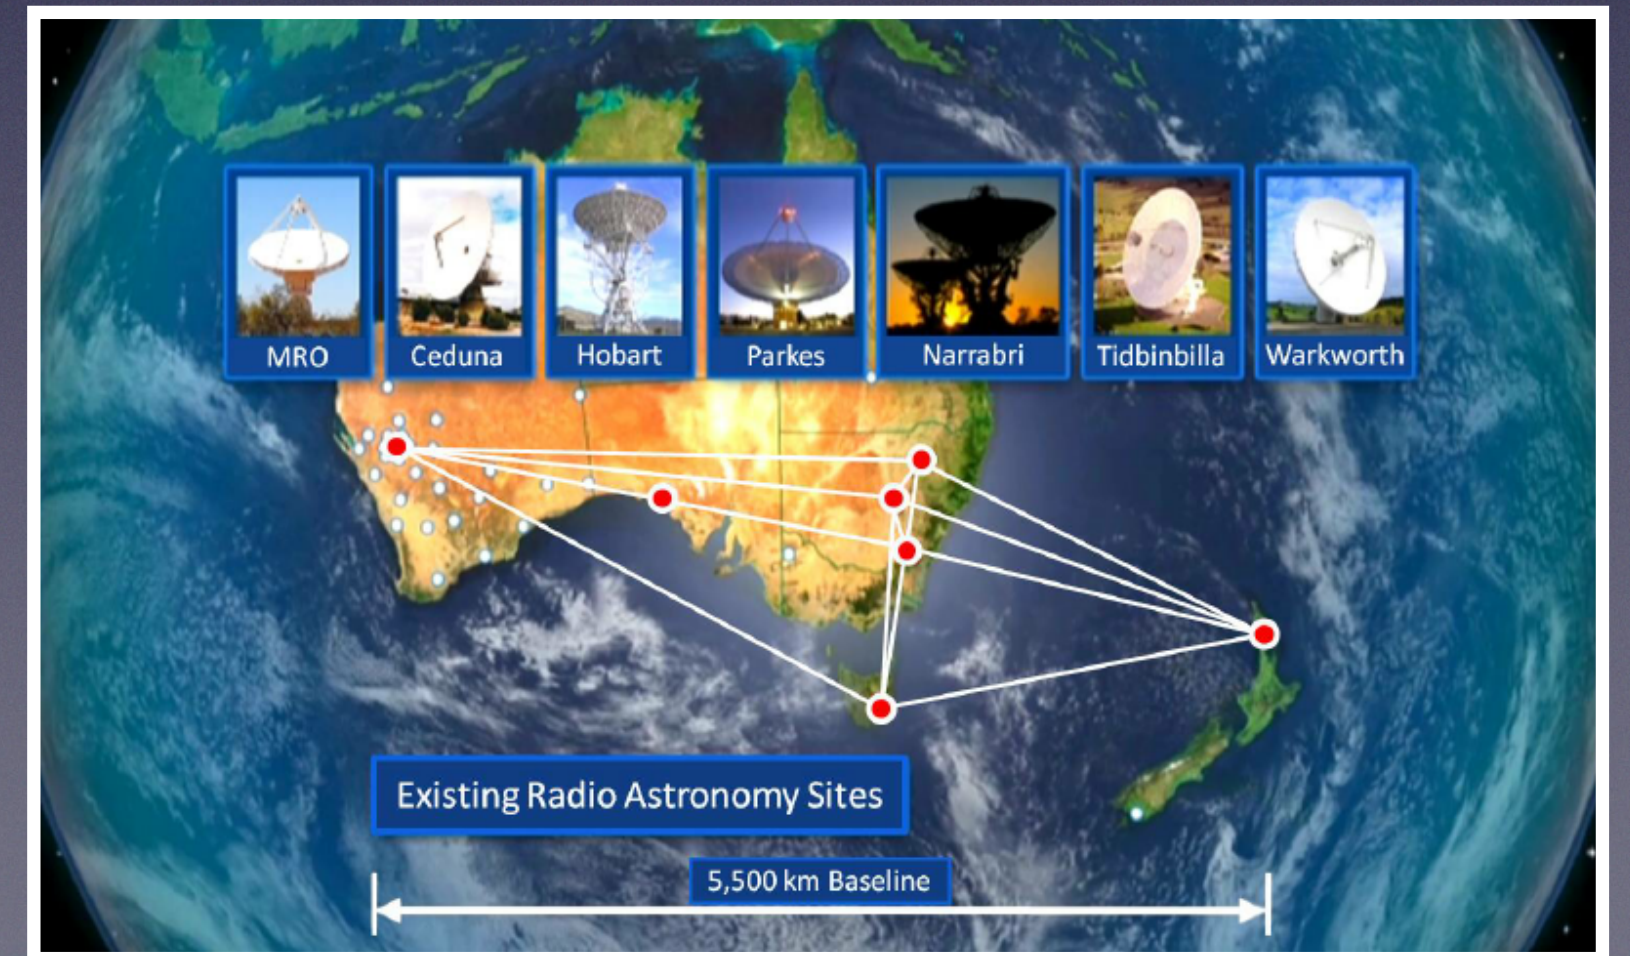 MRO
Ceduna
Hobart
Parkes
Narrabri
Tidbinbilla
Warkworth
Existing Radio Astronomy Sites
5,500 km Baseline